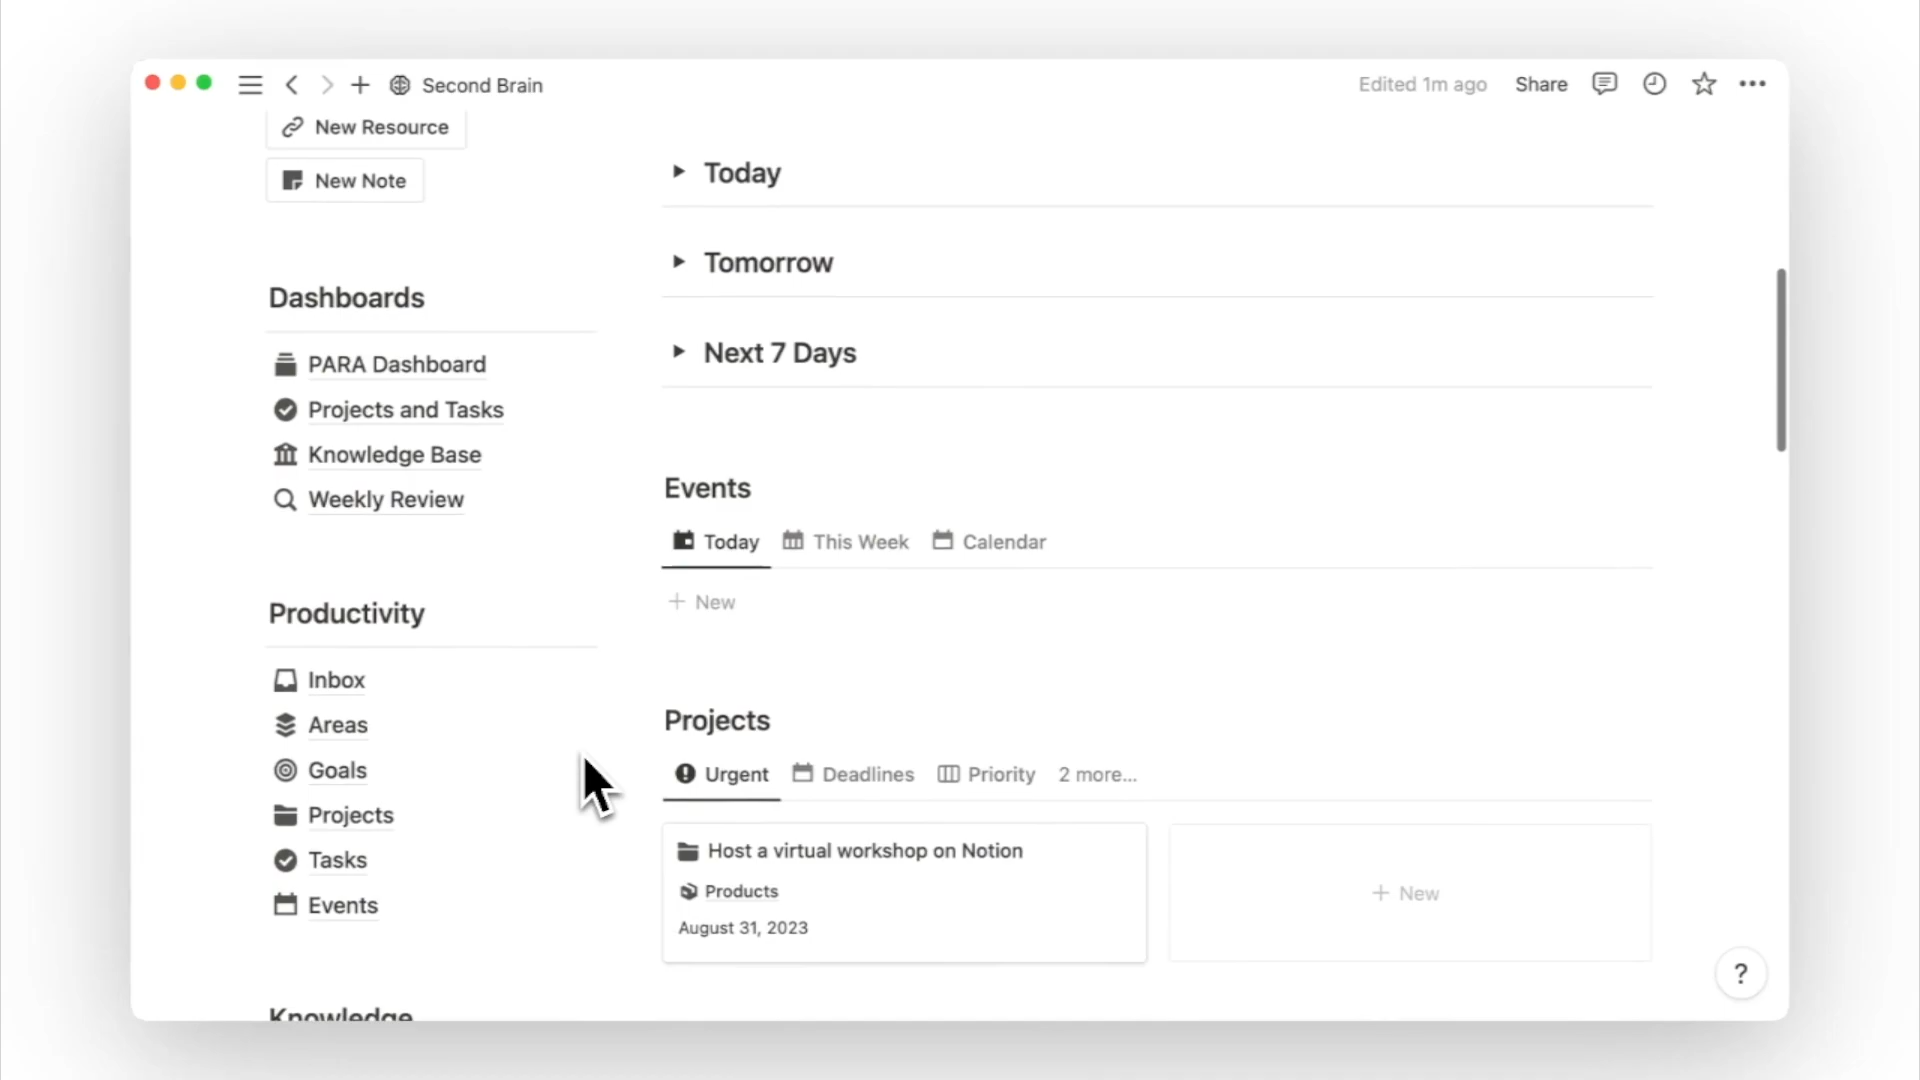 Second Brain
Edited 1m ago
Share
New Resource
New Note
Dashboards
PARA Dashboard
Projects and Tasks
Knowledge Base
Weekly Review
Productivity
Inbox
Areas
Goals
Projects
Tasks
Events
Knowledge
Today
Tomorrow
Next 7 Days
Events
Today This Week Calendar
+ New
Projects
Urgent Deadlines Priority 2 more...
Host a virtual workshop on Notion
Products
August 31, 2023
+ New
?